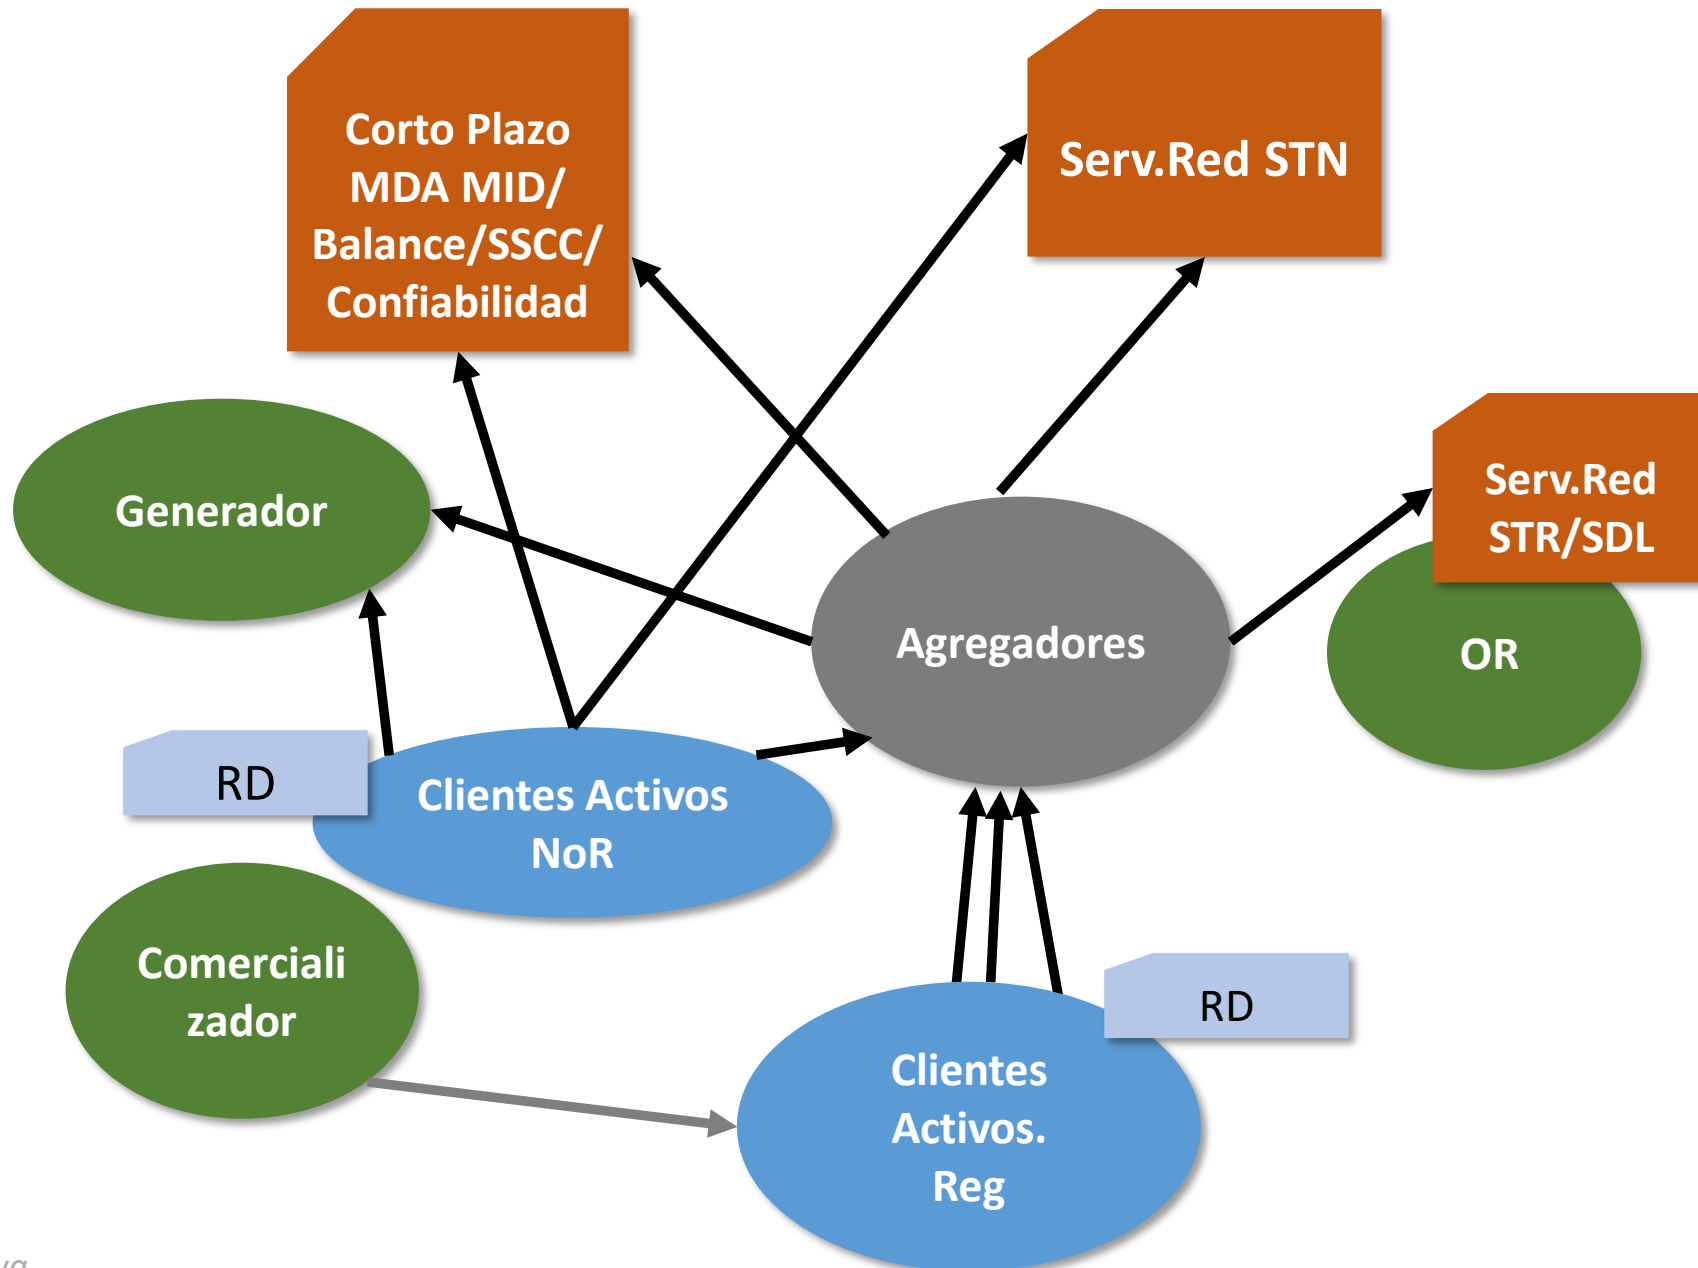 Corto Plazo
MDA MID/
Balance/SSCC/
Confiabilidad
Serv.Red STN
Serv.Red
STR/SDL
Generador
Agregadores
OR
RD
Clientes Activos
NoR
Comerciali
zador
RD
Clientes
Activos.
Reg